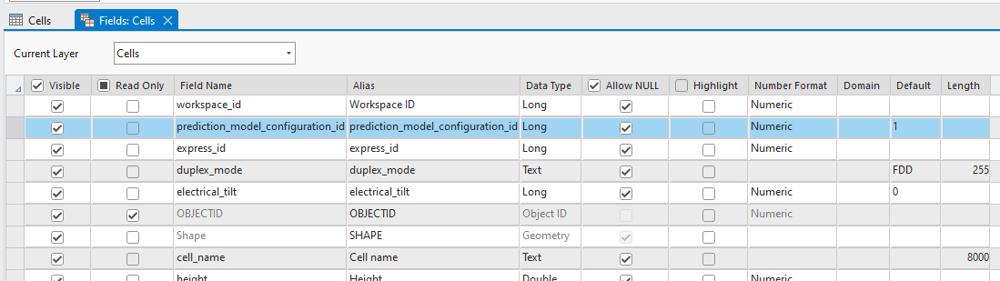 Cells Fields: Cells
Current Layer Cells
Visible Read Only Field Name Alias Data Type Allow NULL Highlight Number Format Domain Default Length
workspace_id Workspace ID Long Numeric
prediction_model_configuration_id prediction_model_configuration_id Long Numeric 1
express_id express_id Long Numeric
duplex_mode duplex_mode Text FDD 255
electrical_tilt electrical_tilt Long Numeric 0
OBJECTID OBJECTID Object ID Numeric
Shape SHAPE Geometry
cell_name Cell name Text 8000
height Height Double Numeric